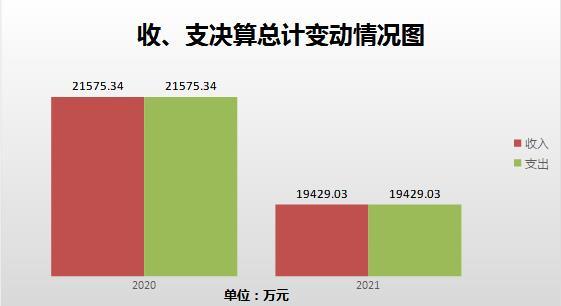 收、支决算总计变动情况图
21575.34 21575.34
19429.03 19429.03
收入
支出
2020 2021
单位：万元